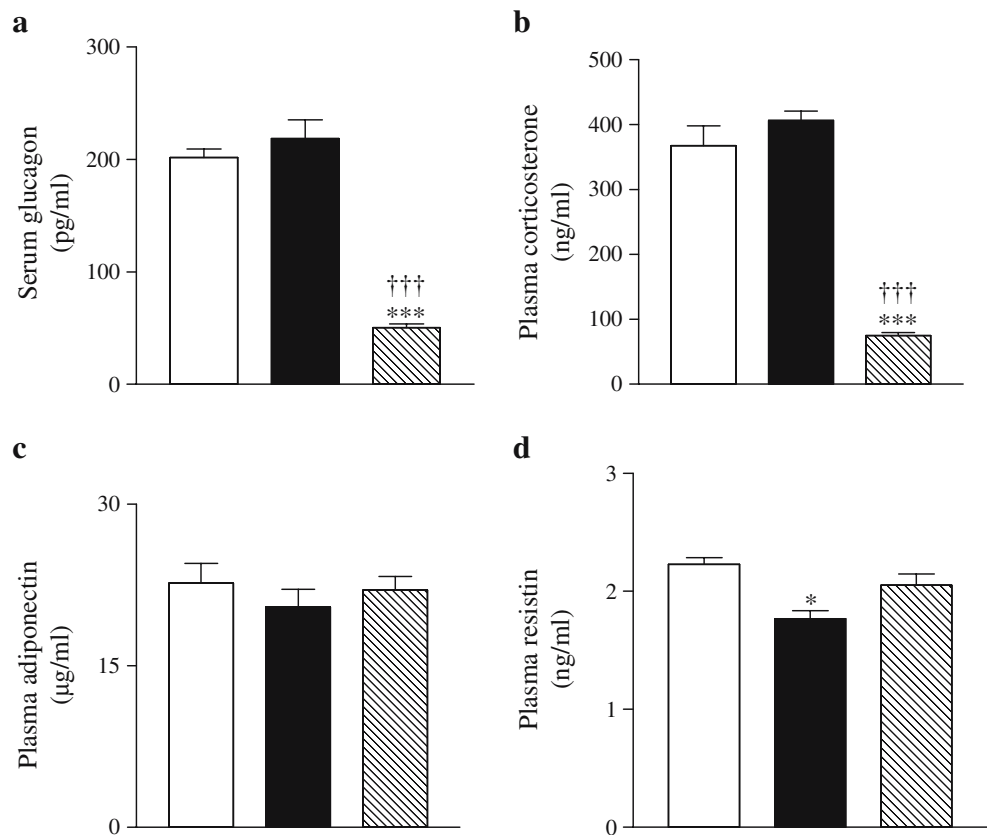 a
300
200
100
0
Serum glucagon
(pg/ml)
†††
***
b
500
400
300
200
100
0
Plasma corticosterone
(ng/ml)
†††
***
c
30
15
0
Plasma adiponectin
(μg/ml)
d
3
2
1
0
Plasma resistin
(ng/ml)
*